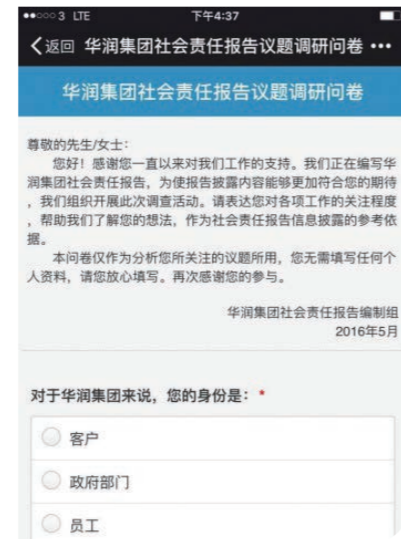 3 LTE 下午4:37
返回 华润集团社会责任报告议题调研问卷 •••
华润集团社会责任报告议题调研问卷
尊敬的先生/女士：
您好！感谢您一直以来对我们工作的支持。我们正在编写华
润集团社会责任报告，为使报告披露内容能够更加符合您的期待
，我们组织开展此次调查活动。请表达您对各项工作的关注程度
，帮助我们了解您的想法，作为社会责任报告信息披露的参考依
据。
本问卷仅作为分析您所关注的议题所用，您无需填写任何个
人资料，请您放心填写。再次感谢您的参与。
华润集团社会责任报告编制组
2016年5月
对于华润集团来说，您的身份是：*
客户
政府部门
员工